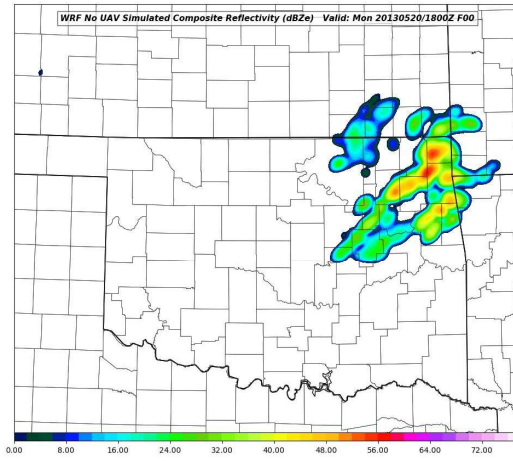 WRF No UAV Simulated Composite Reflectivity (dBZe)   Valid: Mon 20130520/1800Z F00
0.00 8.00 16.00 24.00 32.00 40.00 48.00 56.00 64.00 72.00